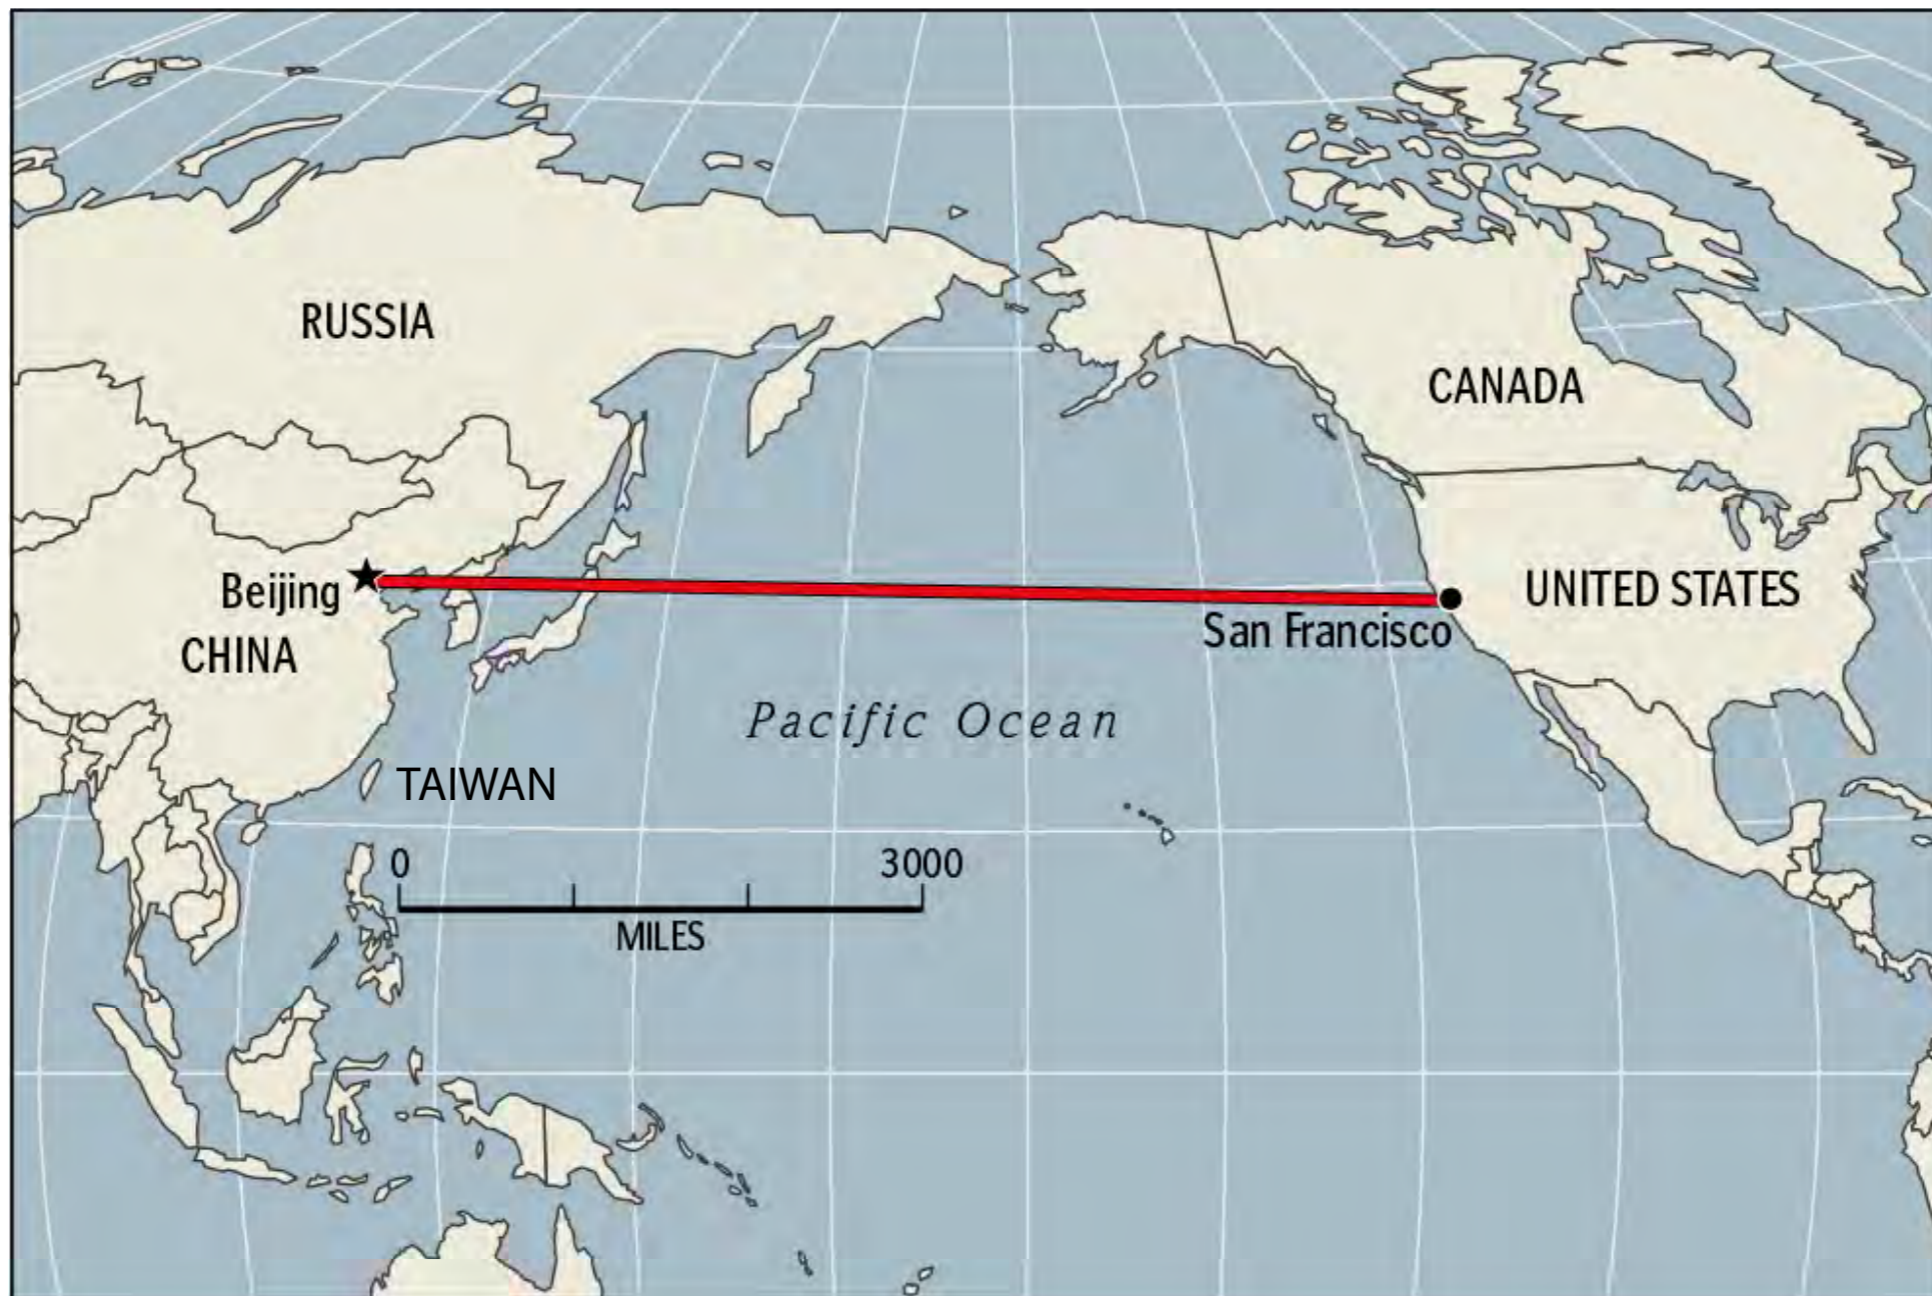 RUSSIA
CANADA
Beijing
UNITED STATES
San Francisco
CHINA
Pacific Ocean
TAIWAN
0 3000
MILES